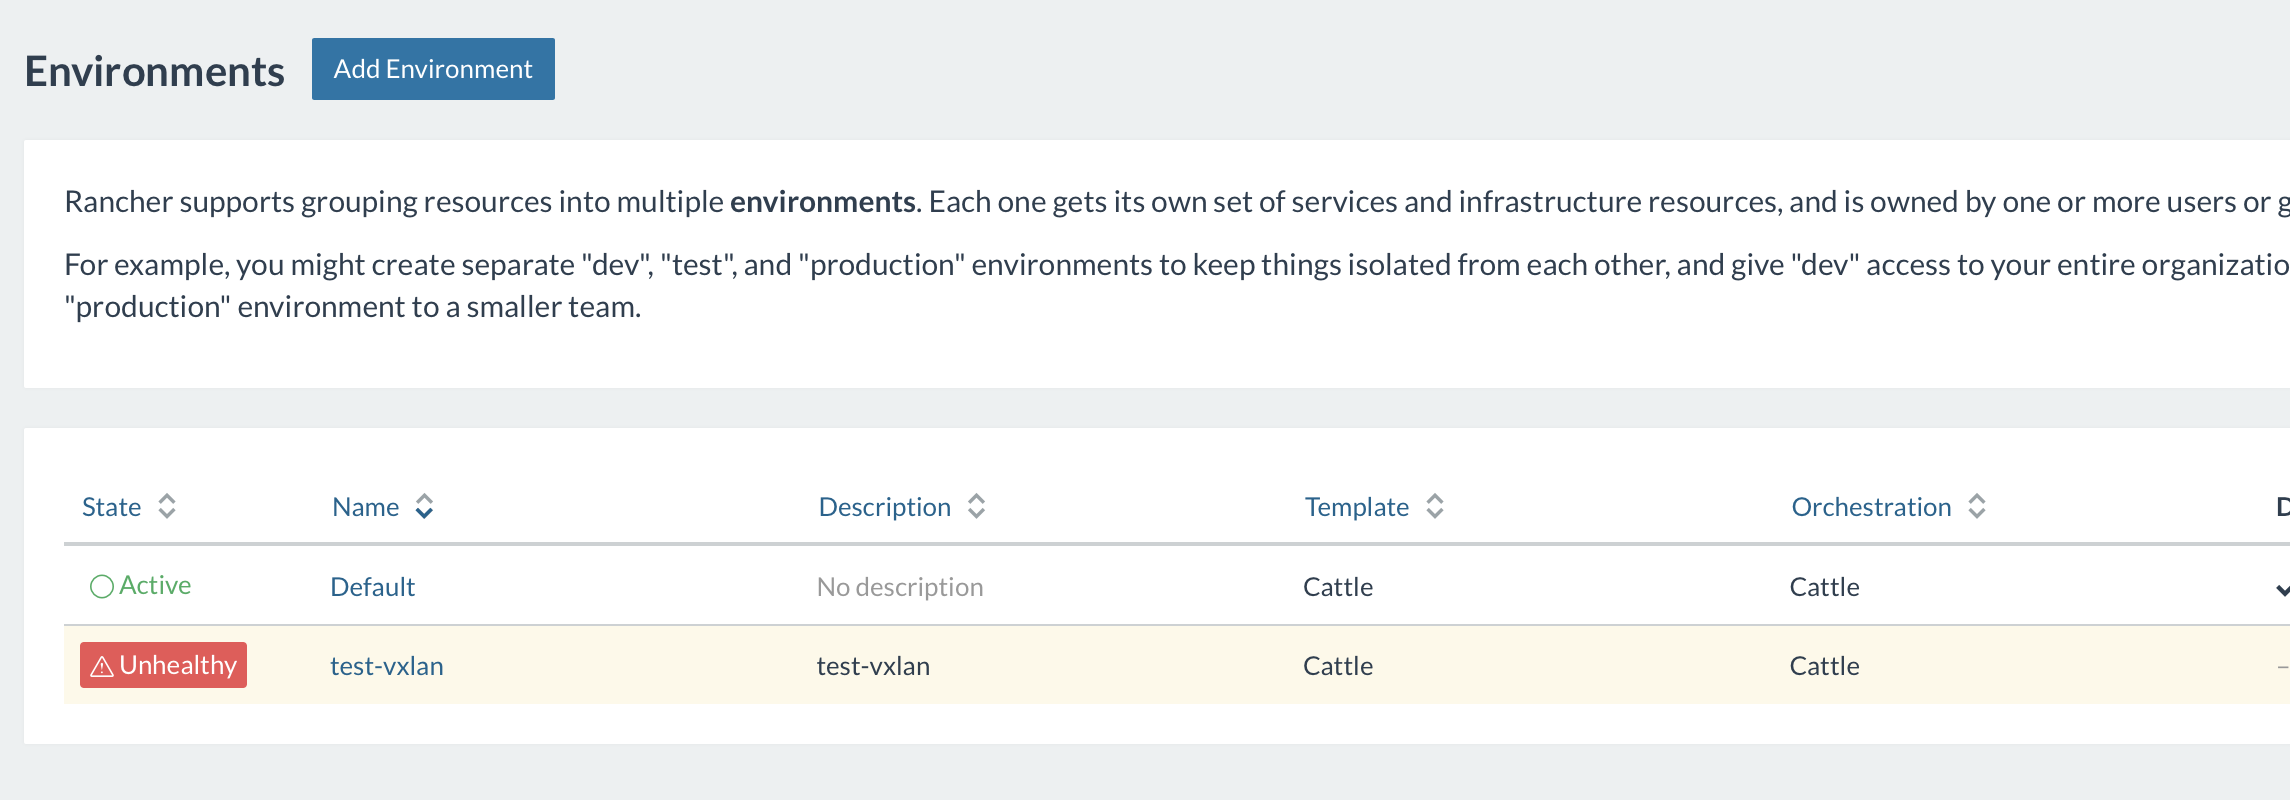 Environments Add Environment
Rancher supports grouping resources into multiple environments. Each one gets its own set of services and infrastructure resources, and is owned by one or more users or
For example, you might create separate "dev", "test", and "production" environments to keep things isolated from each other, and give "dev" access to your entire
"production" environment to a smaller team.
State Name Description Template Orchestration
Active Default No description Cattle Cattle
Unhealthy test-vxlan test-vxlan Cattle Cattle –